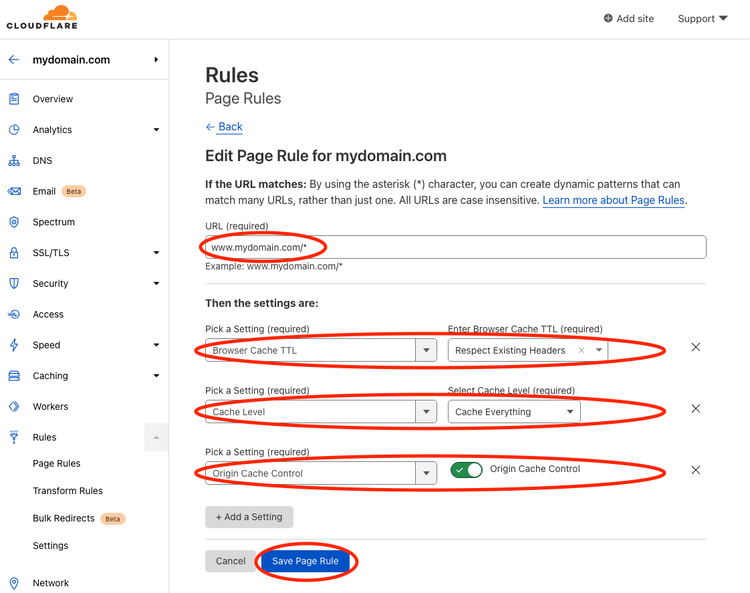 CLOUDFLARE
Add site
Support
mydomain.com
Overview
Analytics
DNS
Email Beta
Spectrum
SSL/TLS
Security
Access
Speed
Caching
Workers
Rules
Page Rules
Transform Rules
Bulk Redirects Beta
Settings
Network
Rules
Page Rules
Back
Edit Page Rule for mydomain.com
If the URL matches: By using the asterisk (*) character, you can create dynamic patterns that can
match many URLs, rather than just one. All URLs are case insensitive. Learn more about Page Rules.
URL (required)
www.mydomain.com/*
Example: www.mydomain.com/*
Then the settings are:
Pick a Setting (required)
Enter Browser Cache TTL (required)
Browser Cache TTL
Respect Existing Headers
Pick a Setting (required)
Select Cache Level (required)
Cache Level
Cache Everything
Pick a Setting (required)
Origin Cache Control
Origin Cache Control
+ Add a Setting
Cancel
Save Page Rule